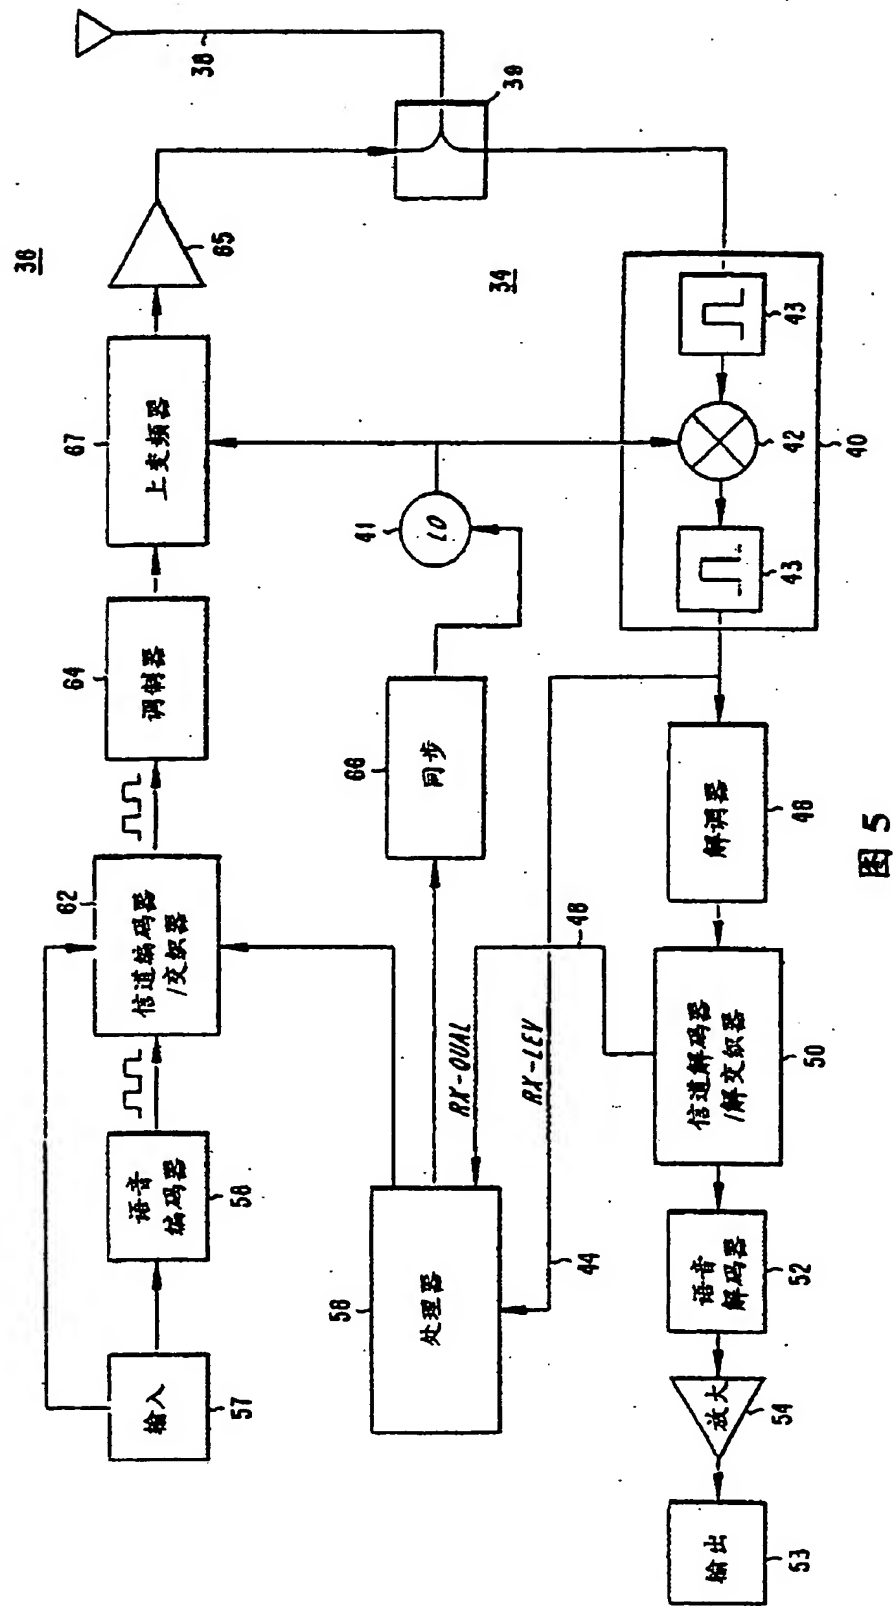 36
38
39
65
34
上变频器
67
43
42
40
43
LO
41
调制器
64
同步
66
解调器
48
信道编码器
/交织器
62
48
RX-QUAL
RX-LEV
信道解码器
/解交织器
50
语音
编码器
58
处理器
58
44
语音
解码器
52
输入
57
放大
54
输出
53
图 5